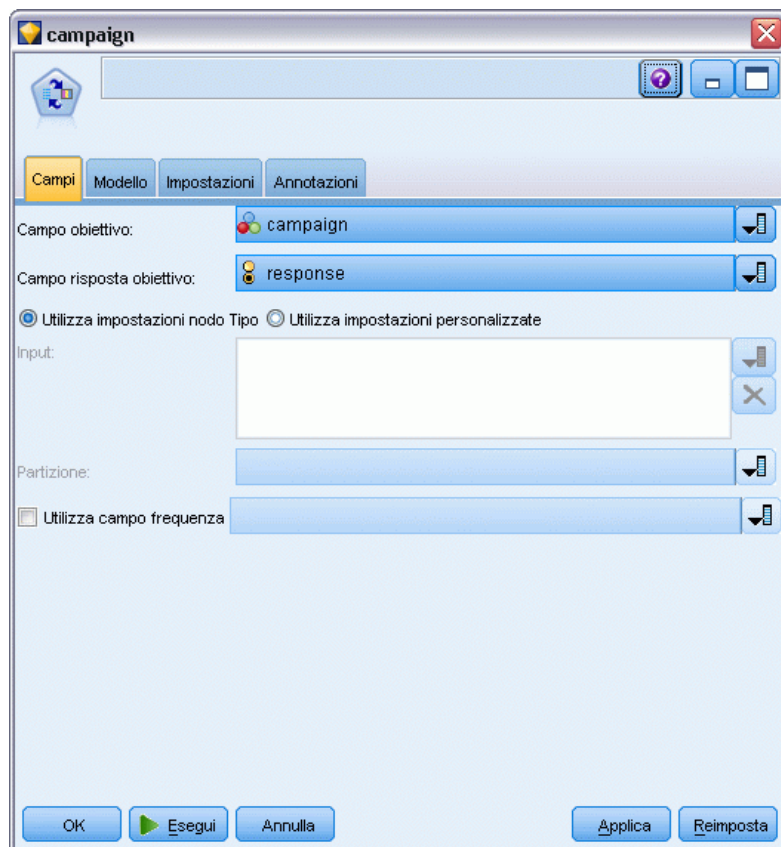 campaign
Campi
Modello
Impostazioni
Annotazioni
Campo obiettivo:
campaign
Campo risposta obiettivo:
response
Utilizza impostazioni nodo Tipo
Utilizza impostazioni personalizzate
Input:
Partizione:
Utilizza campo frequenza
OK
Esegui
Annulla
Applica
Reimposta